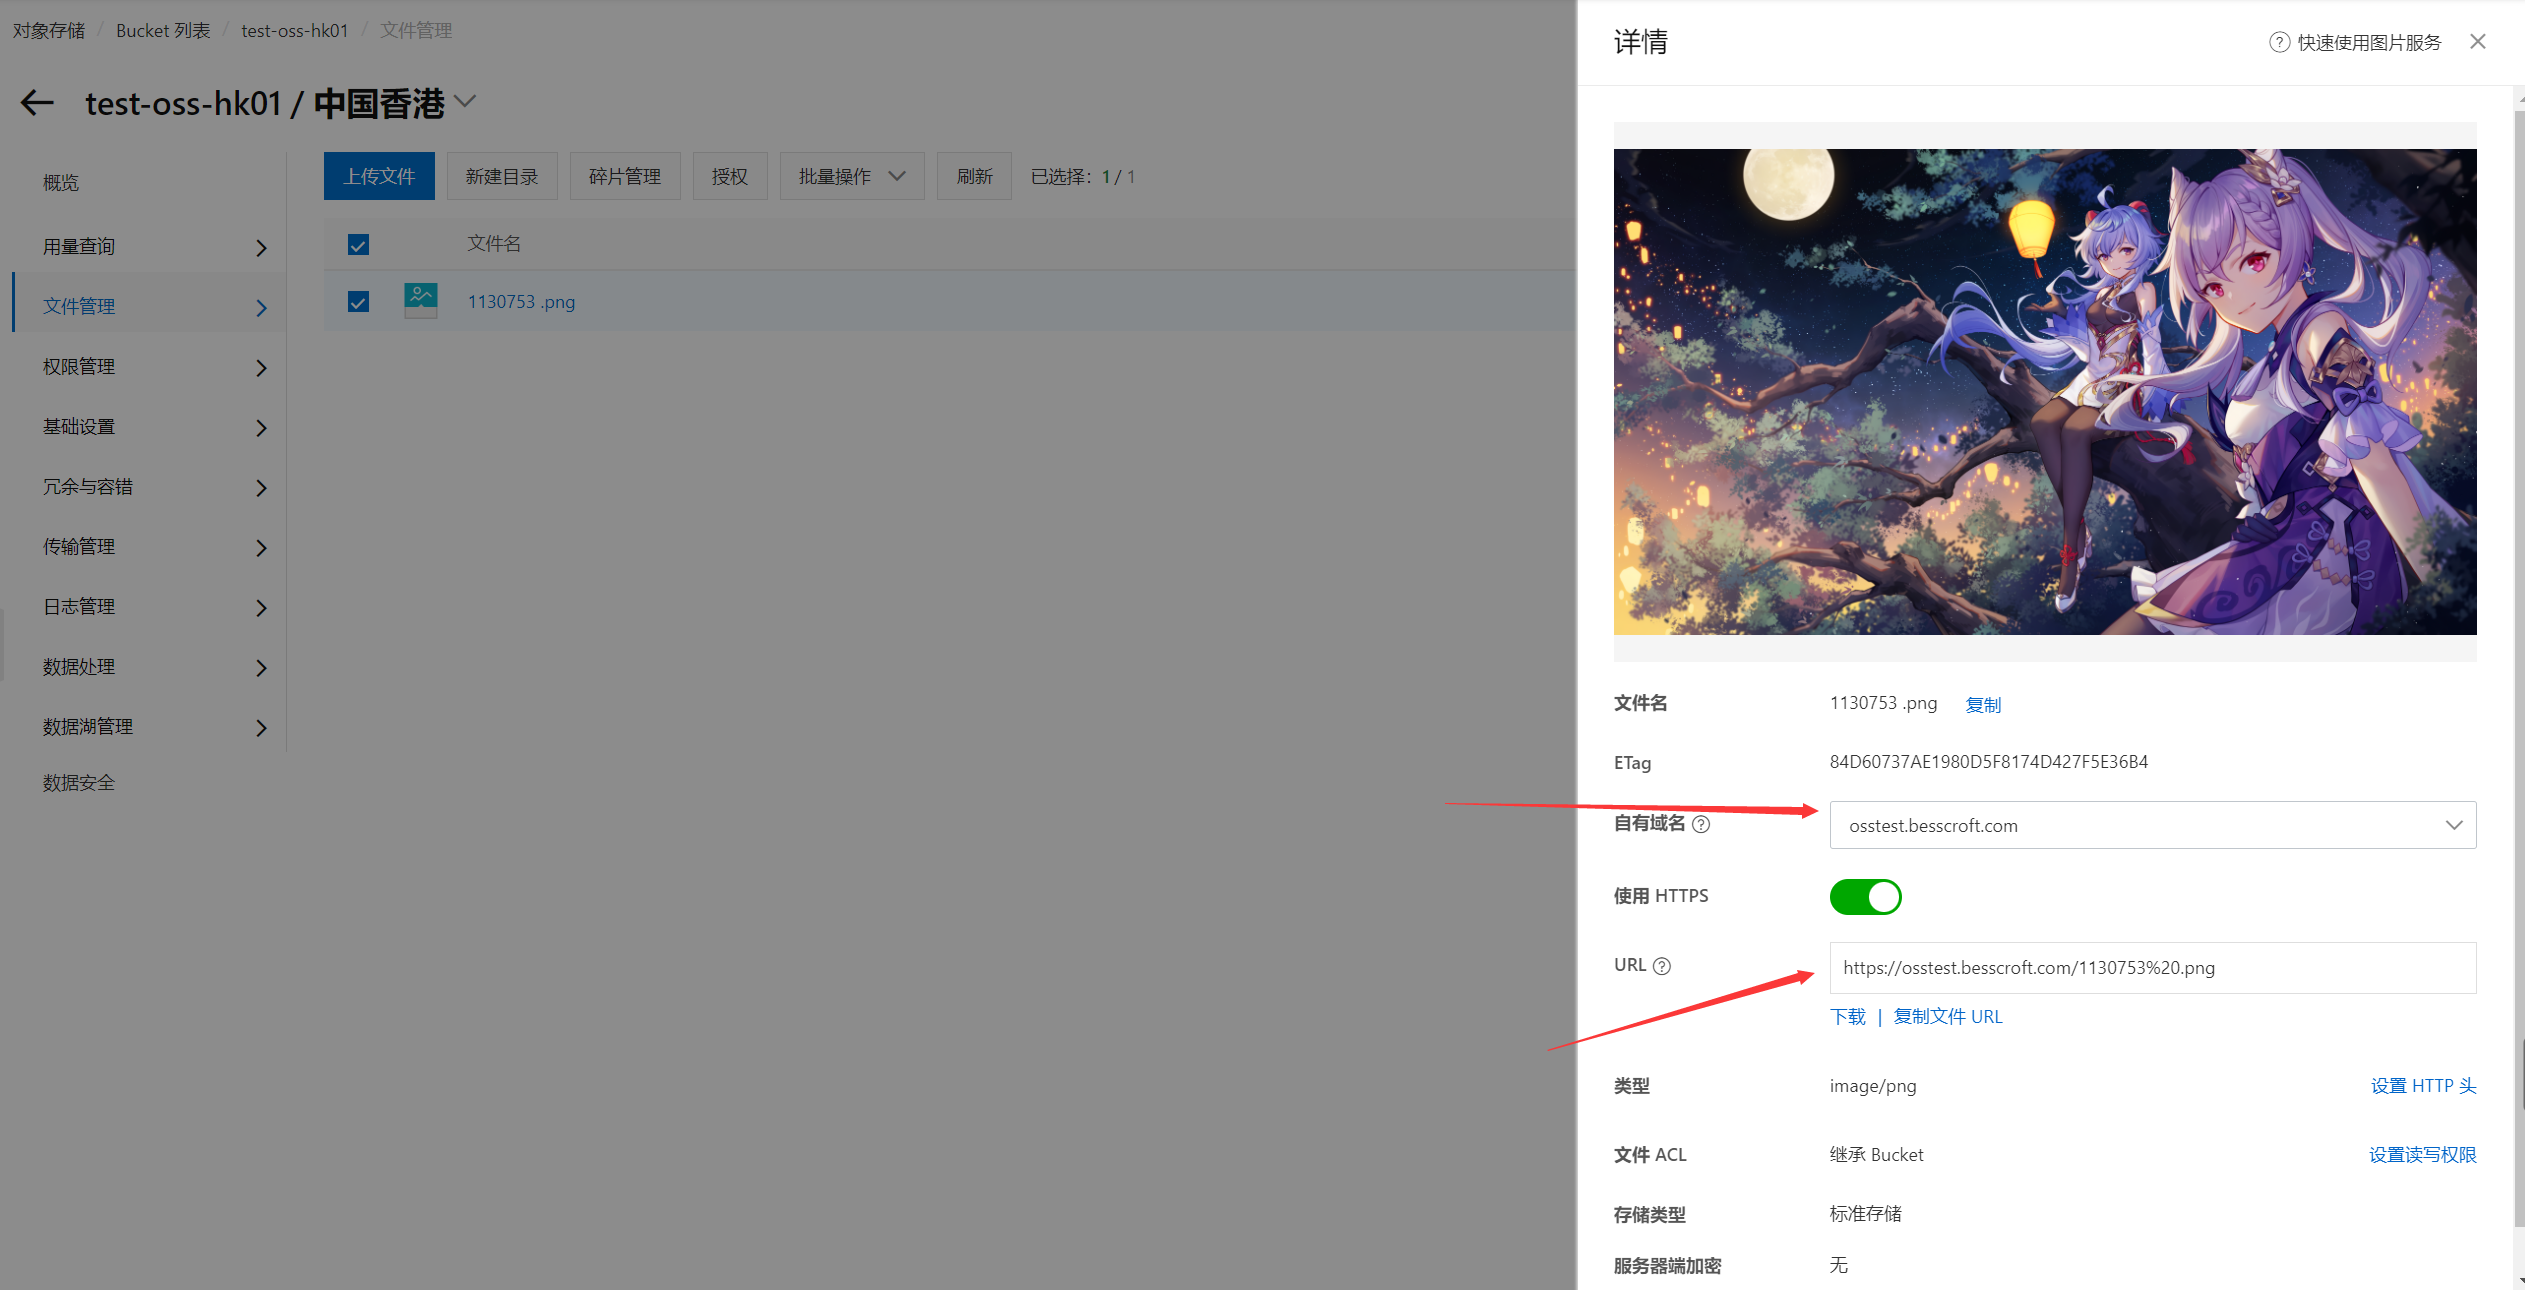 对象存储 / Bucket 列表 / test-oss-hk01 / 文件管理
test-oss-hk01 / 中国香港
概览
用量查询
文件管理
权限管理
基础设置
冗余与容错
传输管理
日志管理
数据处理
数据湖管理
数据安全
上传文件 新建目录 碎片管理 授权 批量操作 刷新 已选择：1 / 1
文件名
1130753 .png
详情
? 快速使用图片服务
文件名 1130753 .png 复制
ETag 84D60737AE1980D5F8174D427F5E36B4
自有域名 ? osstest.besscroft.com
使用 HTTPS
URL ? https://osstest.besscroft.com/1130753%20.png
下载 | 复制文件 URL
类型 image/png 设置 HTTP 头
文件 ACL 继承 Bucket 设置读写权限
存储类型 标准存储
服务器端加密 无